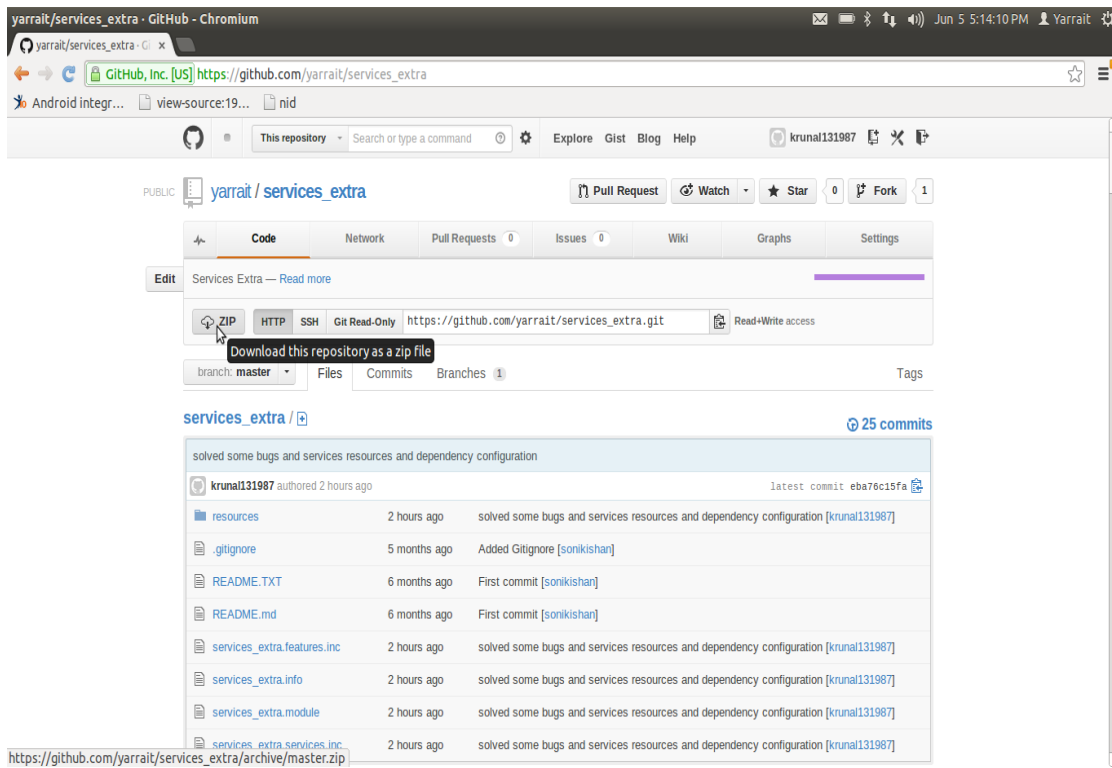 yarrait/services_extra · GitHub - Chromium Jun 5 5:14:10 PM Yarrait
yarrait/services_extra · Gi x
GitHub, Inc. [US] https://github.com/yarrait/services_extra
Android integr... view-source:19... nid
This repository Search or type a command Explore Gist Blog Help krunal131987
PUBLIC yarrait / services_extra Pull Request Watch Star 0 Fork 1
Code Network Pull Requests 0 Issues 0 Wiki Graphs Settings
Edit Services Extra — Read more
ZIP HTTP SSH Git Read-Only https://github.com/yarrait/services_extra.git Read+Write access
Download this repository as a zip file
branch: master Files Commits Branches 1 Tags
services_extra / 25 commits
solved some bugs and services resources and dependency configuration
krunal131987 authored 2 hours ago latest commit eba76c15fa
resources 2 hours ago solved some bugs and services resources and dependency configuration [krunal131987]
.gitignore 5 months ago Added Gitignore [sonikishan]
README.TXT 6 months ago First commit [sonikishan]
README.md 6 months ago First commit [sonikishan]
services_extra.features.inc 2 hours ago solved some bugs and services resources and dependency configuration [krunal131987]
services_extra.info 2 hours ago solved some bugs and services resources and dependency configuration [krunal131987]
services_extra.module 2 hours ago solved some bugs and services resources and dependency configuration [krunal131987]
services_extra.services.inc 2 hours ago solved some bugs and services resources and dependency configuration [krunal131987]
https://github.com/yarrait/services_extra/archive/master.zip